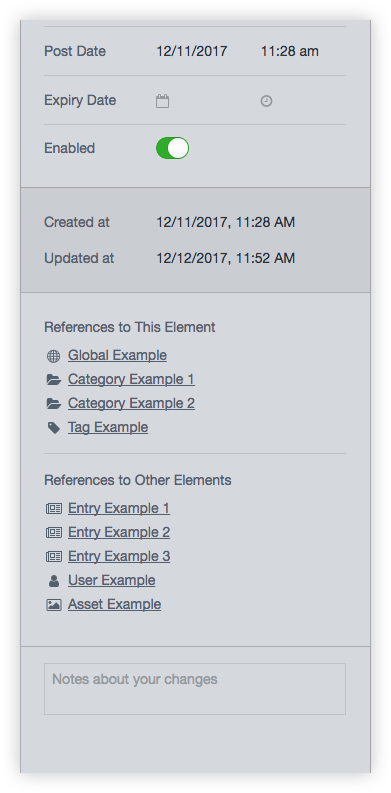 Post Date 12/11/2017 11:28 am
Expiry Date
Enabled
Created at 12/11/2017, 11:28 AM
Updated at 12/12/2017, 11:52 AM
References to This Element
Global Example
Category Example 1
Category Example 2
Tag Example
References to Other Elements
Entry Example 1
Entry Example 2
Entry Example 3
User Example
Asset Example
Notes about your changes